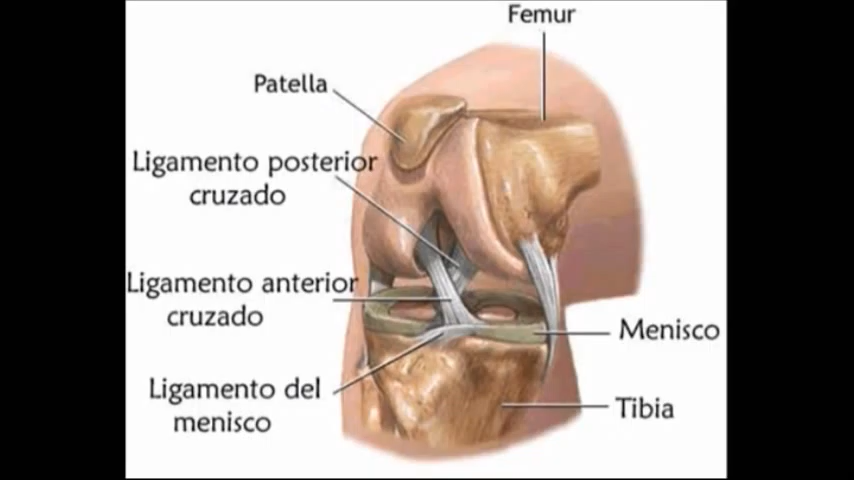 Femur
Patella
Ligamento posterior
cruzado
Ligamento anterior
cruzado
Menisco
Ligamento del
menisco
Tibia